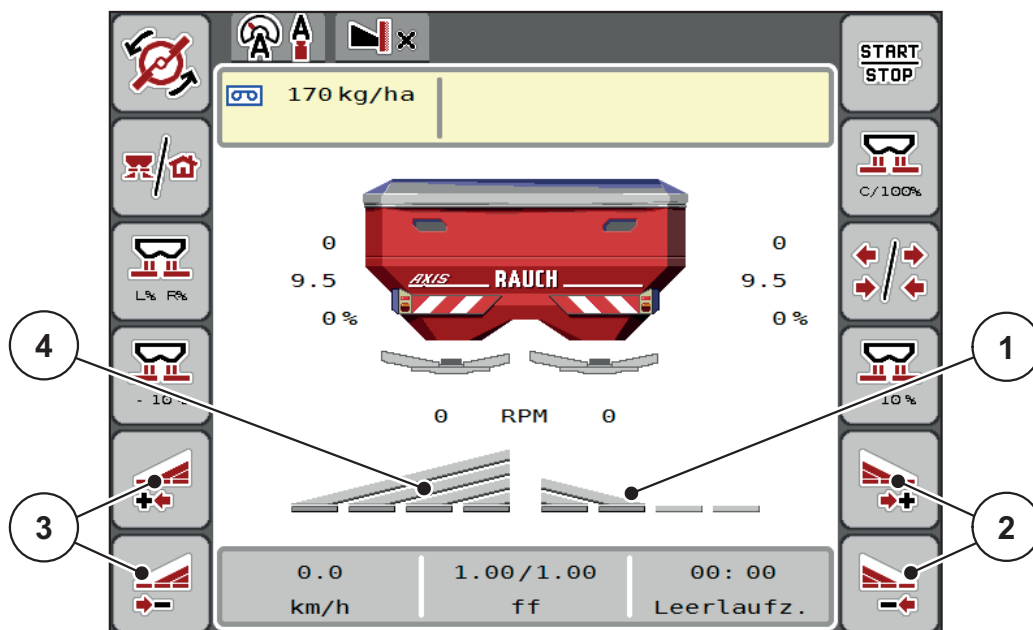 A A x
170 kg/ha
START
STOP
C/100%
L% R%
0 0
9.5 9.5
0 % 0 %
AXIS RAUCH
4
1
- 10 %
10 %
0 RPM 0
3
2
0.0 1.00/1.00 00: 00
km/h ff Leerlaufz.